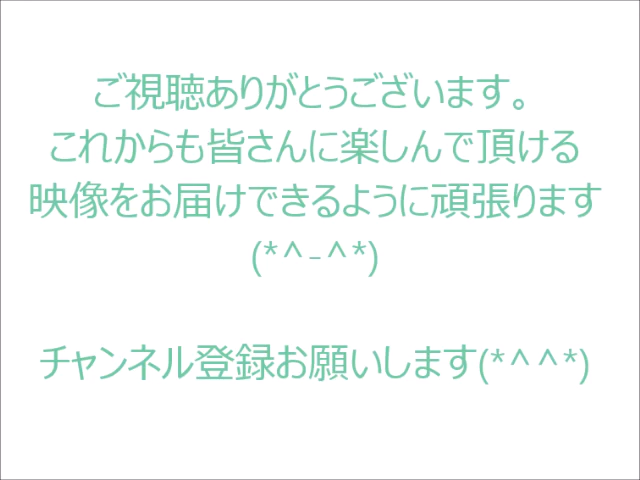 ご視聴ありがとうございます。
これからも皆さんに楽しんで頂ける
映像をお届けできるように頑張ります
(*^-^*)
チャンネル登録お願いします(*^^*)